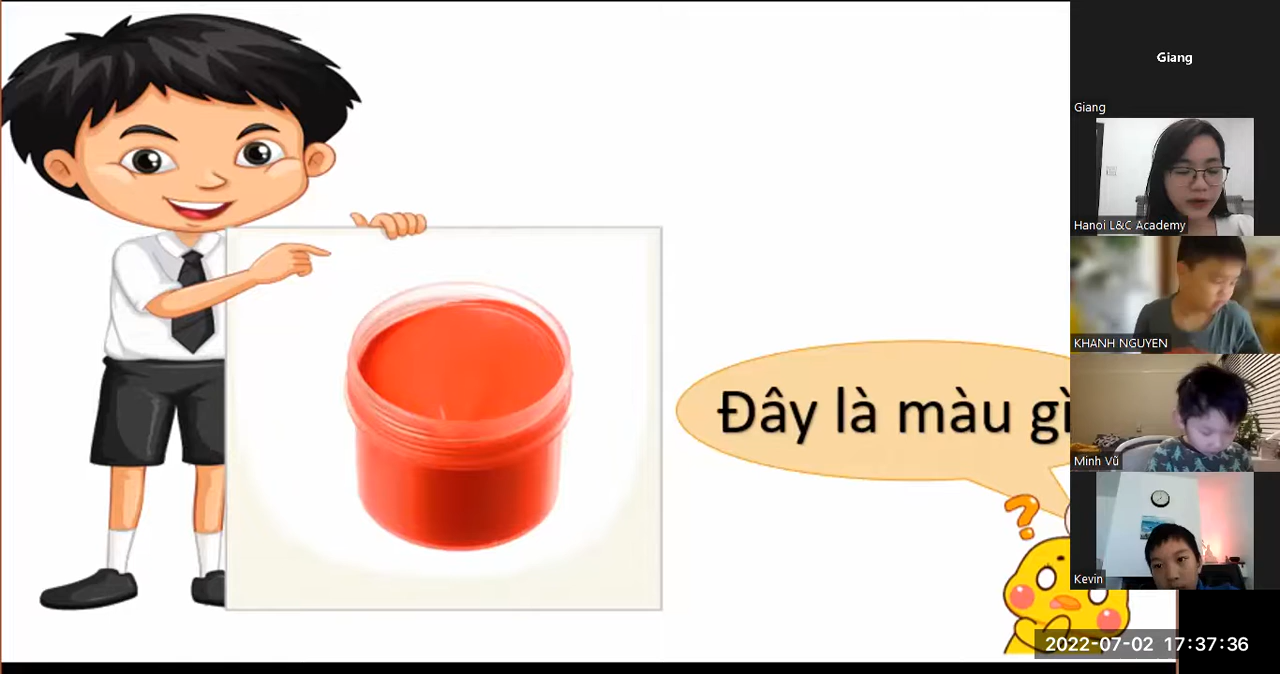 Giang
Giang
Hanoi L&C Academy
Đây là màu gì
KHANH NGUYEN
Minh Vũ
Kevin
2022-07-02 17:37:36